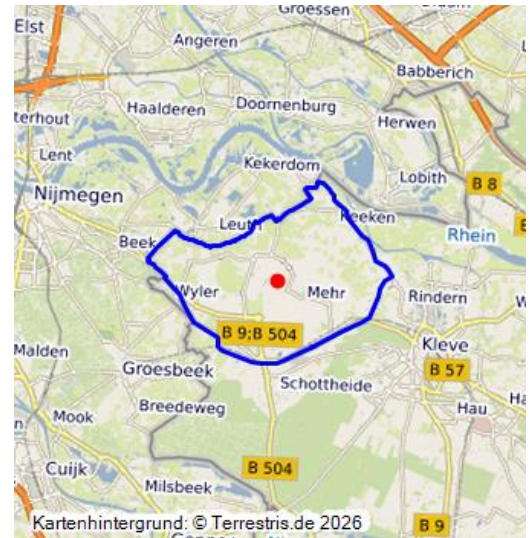 Groessen
Elst
Angeren
Babberich
Haalderen
Doornenburg
Herwen
Lent
Kekerdom
Lobith
B 8
Nijmegen
Leuth
Keeken
Rhein
Beek
Wyler
Mehr
Rindern
B 9;B 504
Malden
Kleve
Groesbeek
Schottheide
B 57
Mook
Breedeweg
Hau
Cuijk
B 504
Milsbeek
B 9
Kartenhintergrund: © Terrestris.de 2026